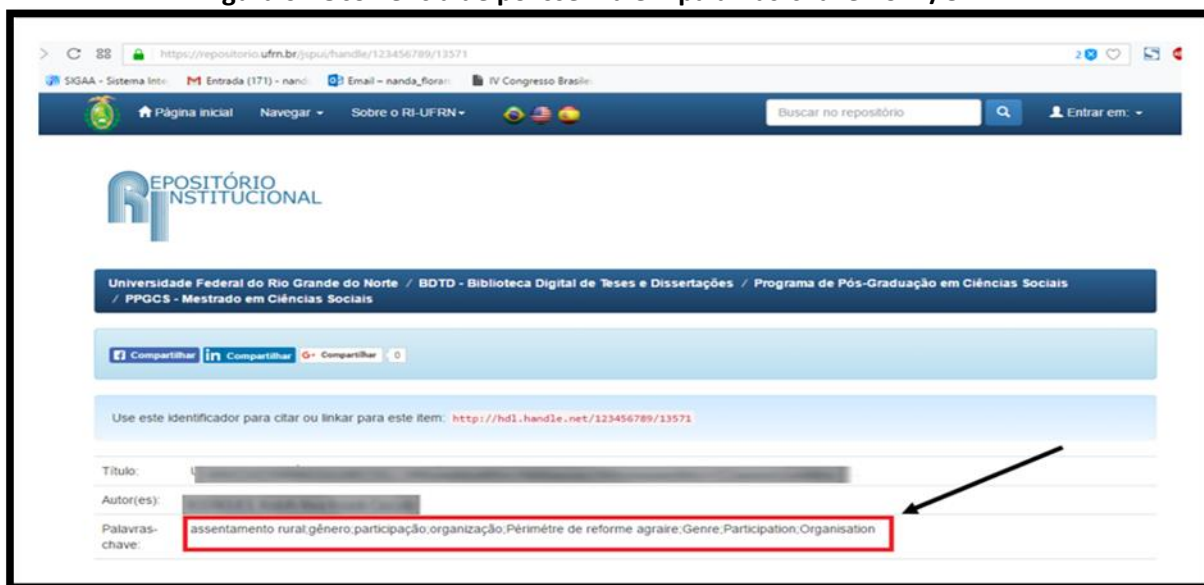 https://repositorio.ufrn.br/jspui/handle/123456789/13571
2
SIGAA - Sistema Inte
Entrada (171) - nand
Email – nanda_floran
IV Congresso Brasile
Página inicial Navegar Sobre o RI-UFRN Buscar no repositório Entrar em:
REPOSITÓRIO
INSTITUCIONAL
Universidade Federal do Rio Grande do Norte / BDTD - Biblioteca Digital de Teses e Dissertações / Programa de Pós-Graduação em Ciências Sociais
/ PPGCS - Mestrado em Ciências Sociais
Compartilhar Compartilhar G+ Compartilhar 0
Use este identificador para citar ou linkar para este item: http://hdl.handle.net/123456789/13571
Título:
Autor(es):
Palavras-chave: assentamento rural;gênero;participação;organização;Périmétre de reforme agraire;Genre;Participation;Organisation